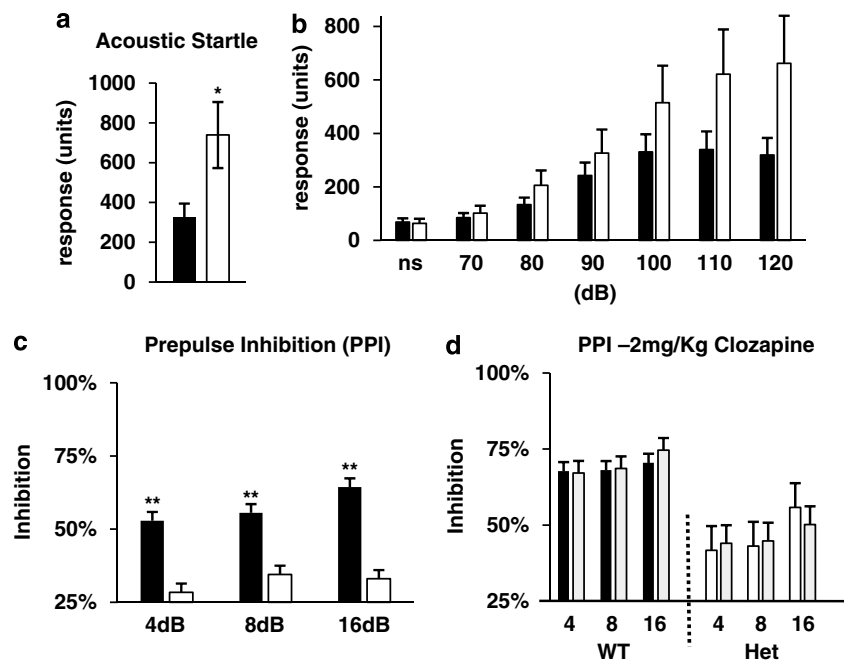 a
Acoustic Startle
response (units)
1000
800
600
400
200
0
*
b
response (units)
800
600
400
200
0
ns 70 80 90 100 110 120
(dB)
c
Prepulse Inhibition (PPI)
Inhibition
100%
75%
50%
25%
** ** **
4dB 8dB 16dB
d
PPI –2mg/Kg Clozapine
Inhibition
100%
75%
50%
25%
4 8 16 4 8 16
WT Het